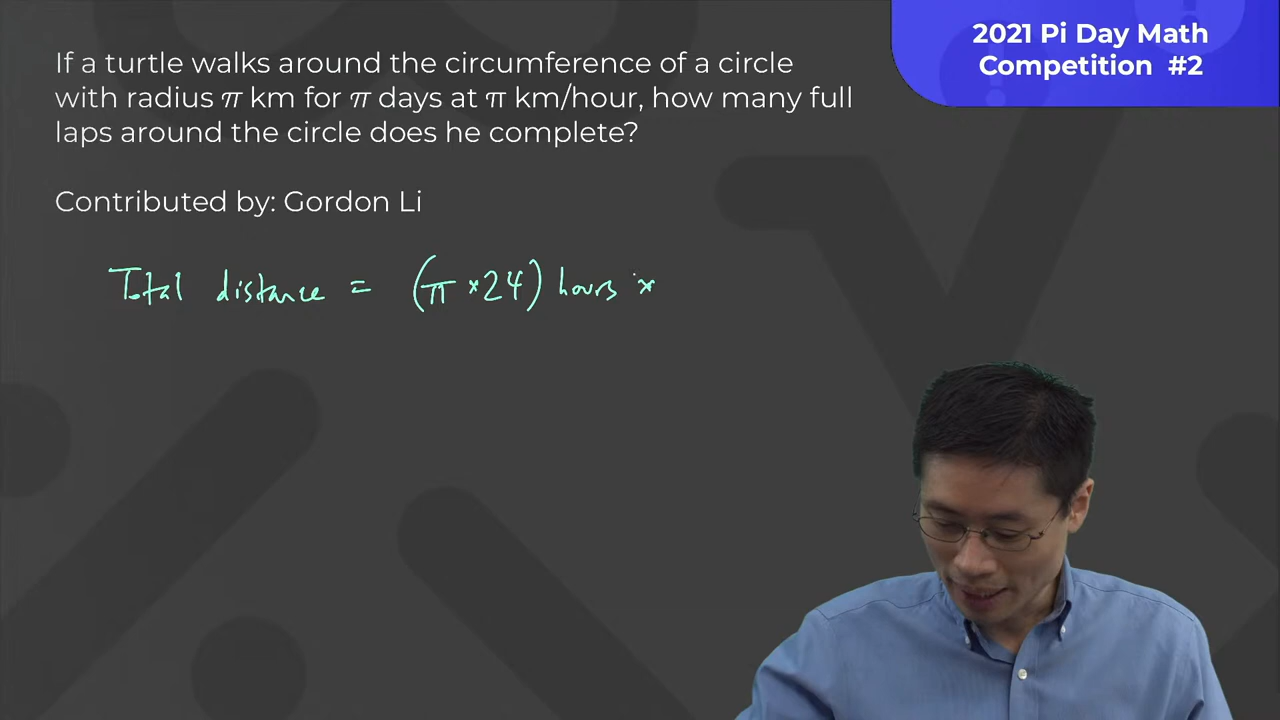 2021 Pi Day Math
Competition #2
If a turtle walks around the circumference of a circle
with radius π km for π days at π km/hour, how many full
laps around the circle does he complete?
Contributed by: Gordon Li
Total distance = (π × 24) hours ×